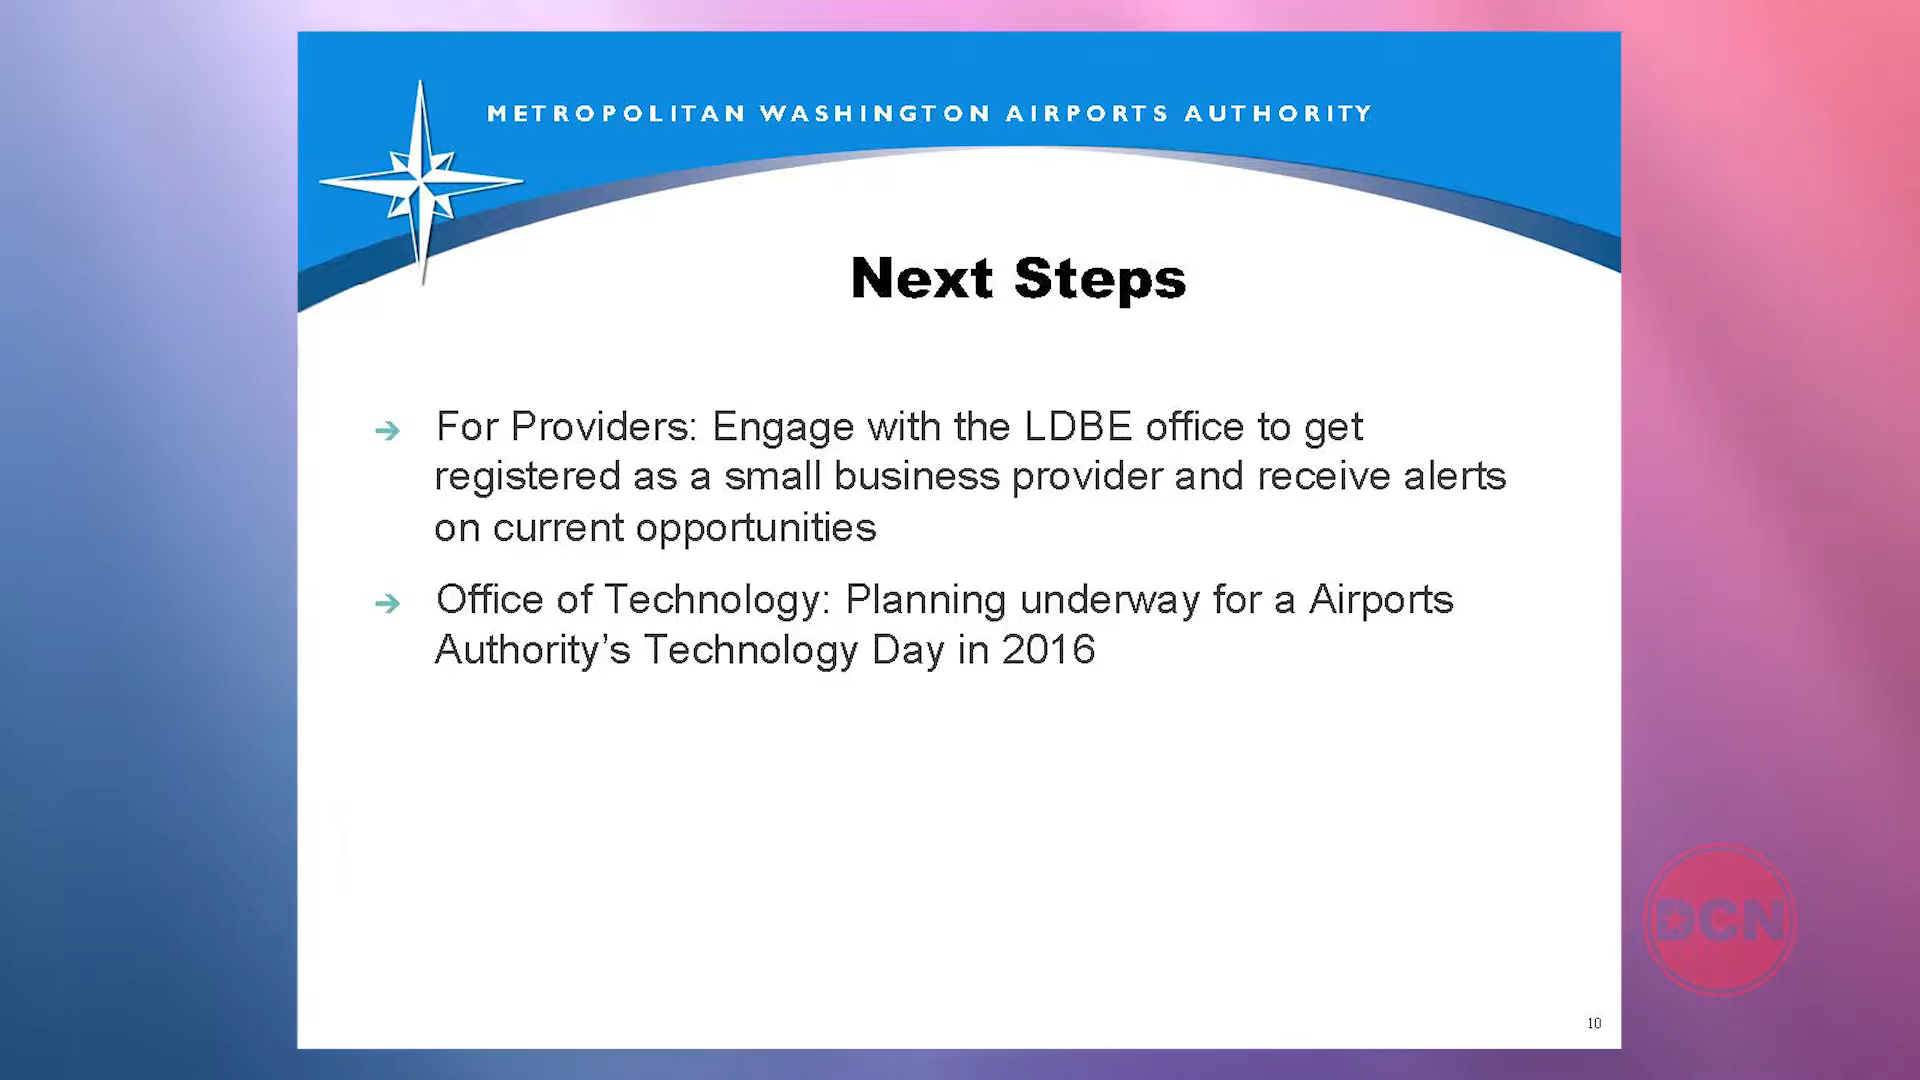 METROPOLITAN WASHINGTON AIRPORTS AUTHORITY
Next Steps
For Providers: Engage with the LDBE office to get
registered as a small business provider and receive alerts
on current opportunities
Office of Technology: Planning underway for a Airports
Authority’s Technology Day in 2016
DCN
10